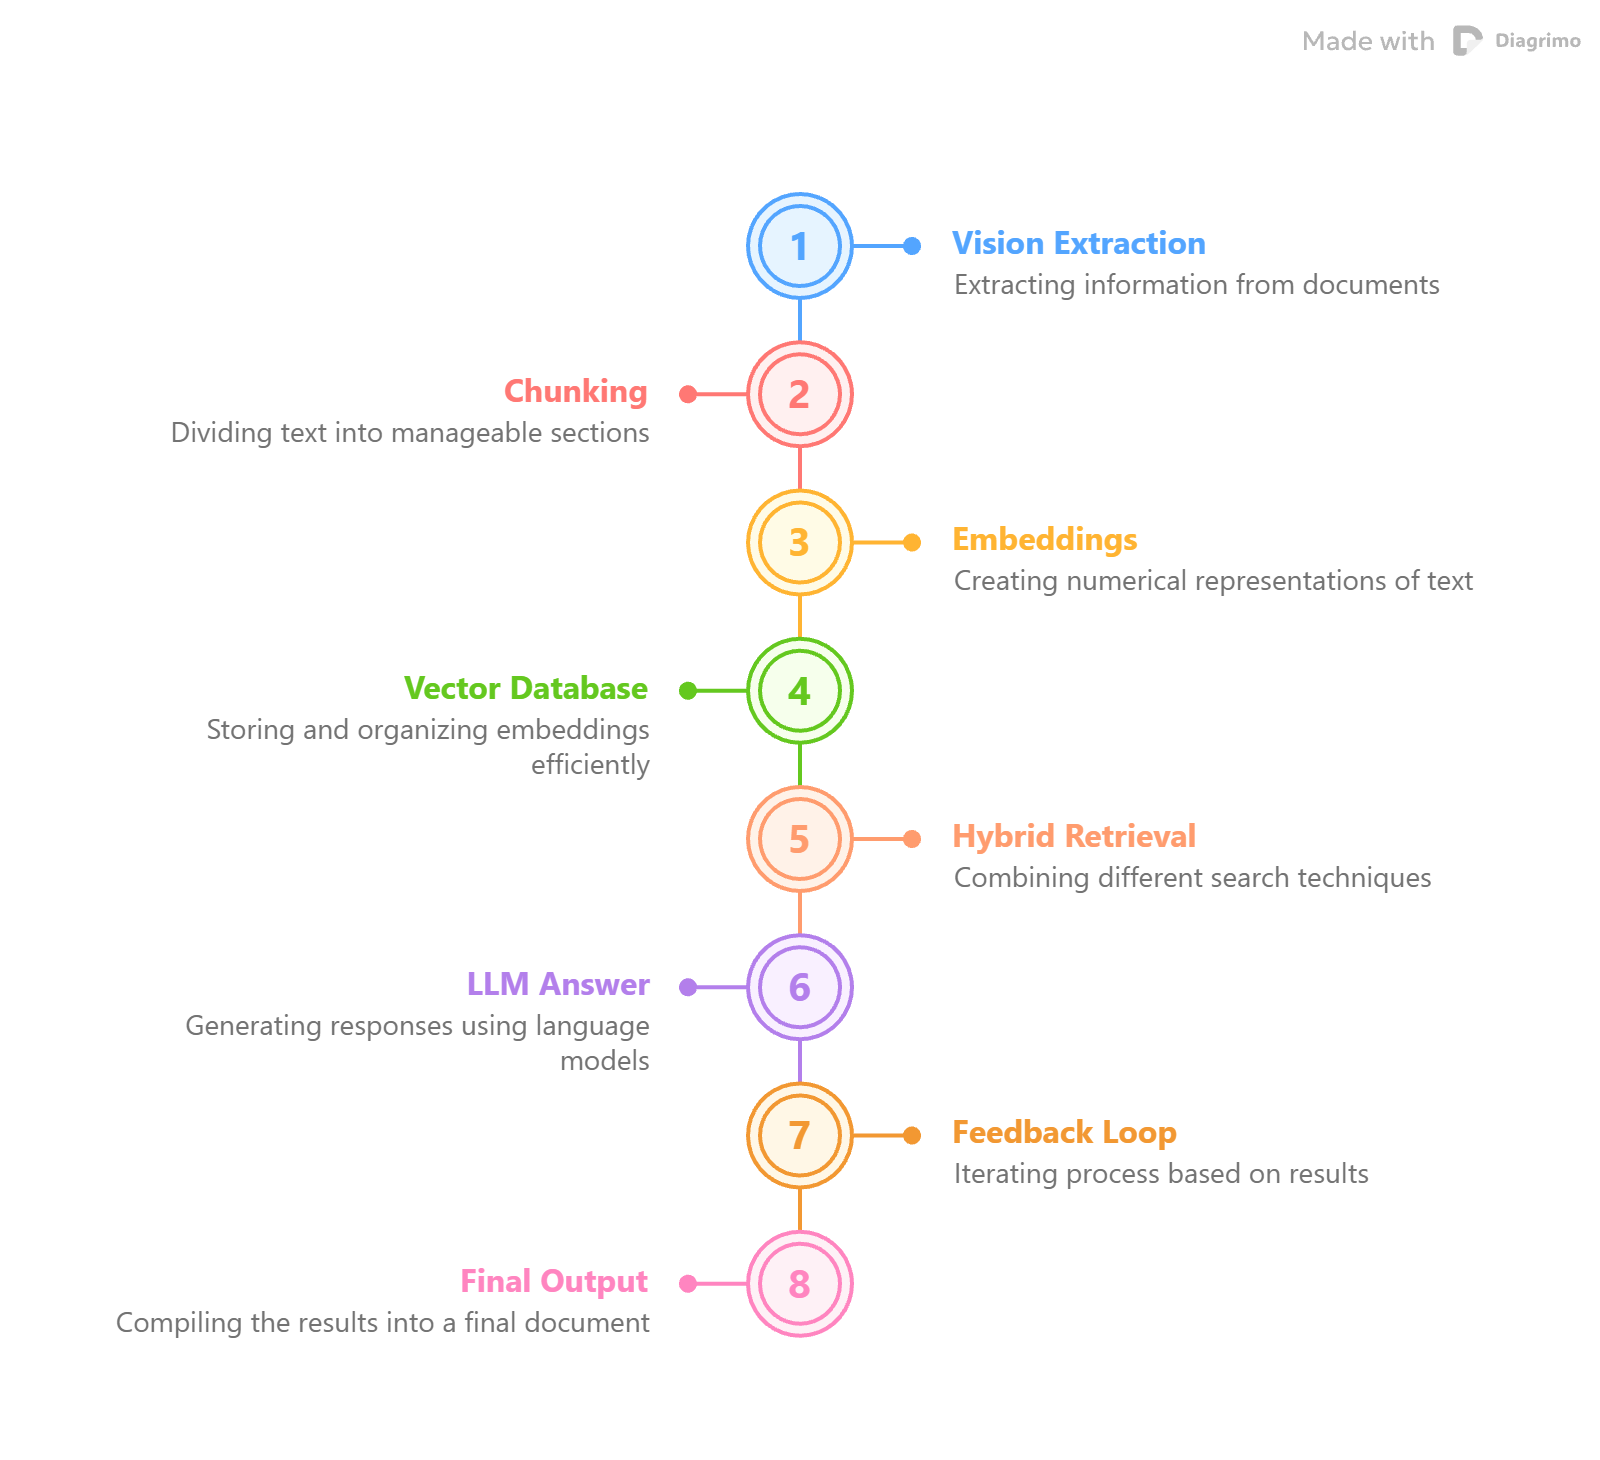 Made with Diagrimo
1
Vision Extraction
Extracting information from documents
2
Chunking
Dividing text into manageable sections
3
Embeddings
Creating numerical representations of text
4
Vector Database
Storing and organizing embeddings
efficiently
5
Hybrid Retrieval
Combining different search techniques
6
LLM Answer
Generating responses using language
models
7
Feedback Loop
Iterating process based on results
8
Final Output
Compiling the results into a final document